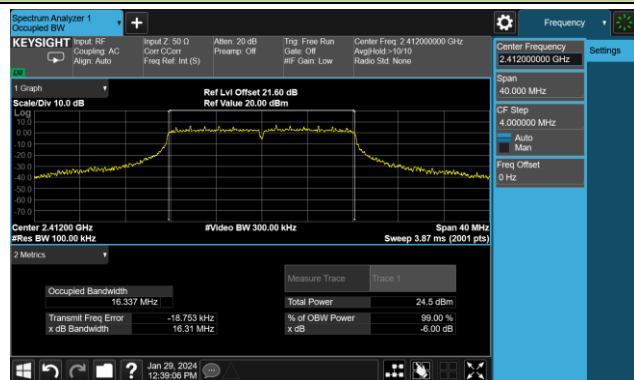 Spectrum Analyzer 1
Occupied BW
Frequency
KEYSIGHT
Input: RF
Coupling: AC
Align: Auto
Input Z: 50 Ω
Corr CCorr
Freq Ref: Int (S)
Atten: 20 dB
Preamp: Off
Trig: Free Run
Gate: Off
#IF Gain: Low
Center Freq: 2.412000000 GHz
Avg|Hold:>10/10
Radio Std: None
LXI
Center Frequency
2.412000000 GHz
Settings
Span
40.000 MHz
CF Step
4.000000 MHz
Auto
Man
Freq Offset
0 Hz
1 Graph
Scale/Div 10.0 dB
Ref Lvl Offset 21.60 dB
Ref Value 20.00 dBm
Log
10.0
0.00
-10.0
-20.0
-30.0
-40.0
-50.0
-60.0
-70.0
Center 2.41200 GHz
#Video BW 300.00 kHz
Span 40 MHz
#Res BW 100.00 kHz
Sweep 3.87 ms (2001 pts)
2 Metrics
Measure Trace
Trace 1
Occupied Bandwidth
16.337 MHz
Total Power
24.5 dBm
Transmit Freq Error
-18.753 kHz
% of OBW Power
99.00 %
x dB Bandwidth
16.31 MHz
x dB
-6.00 dB
?
Jan 29, 2024
12:39:06 PM